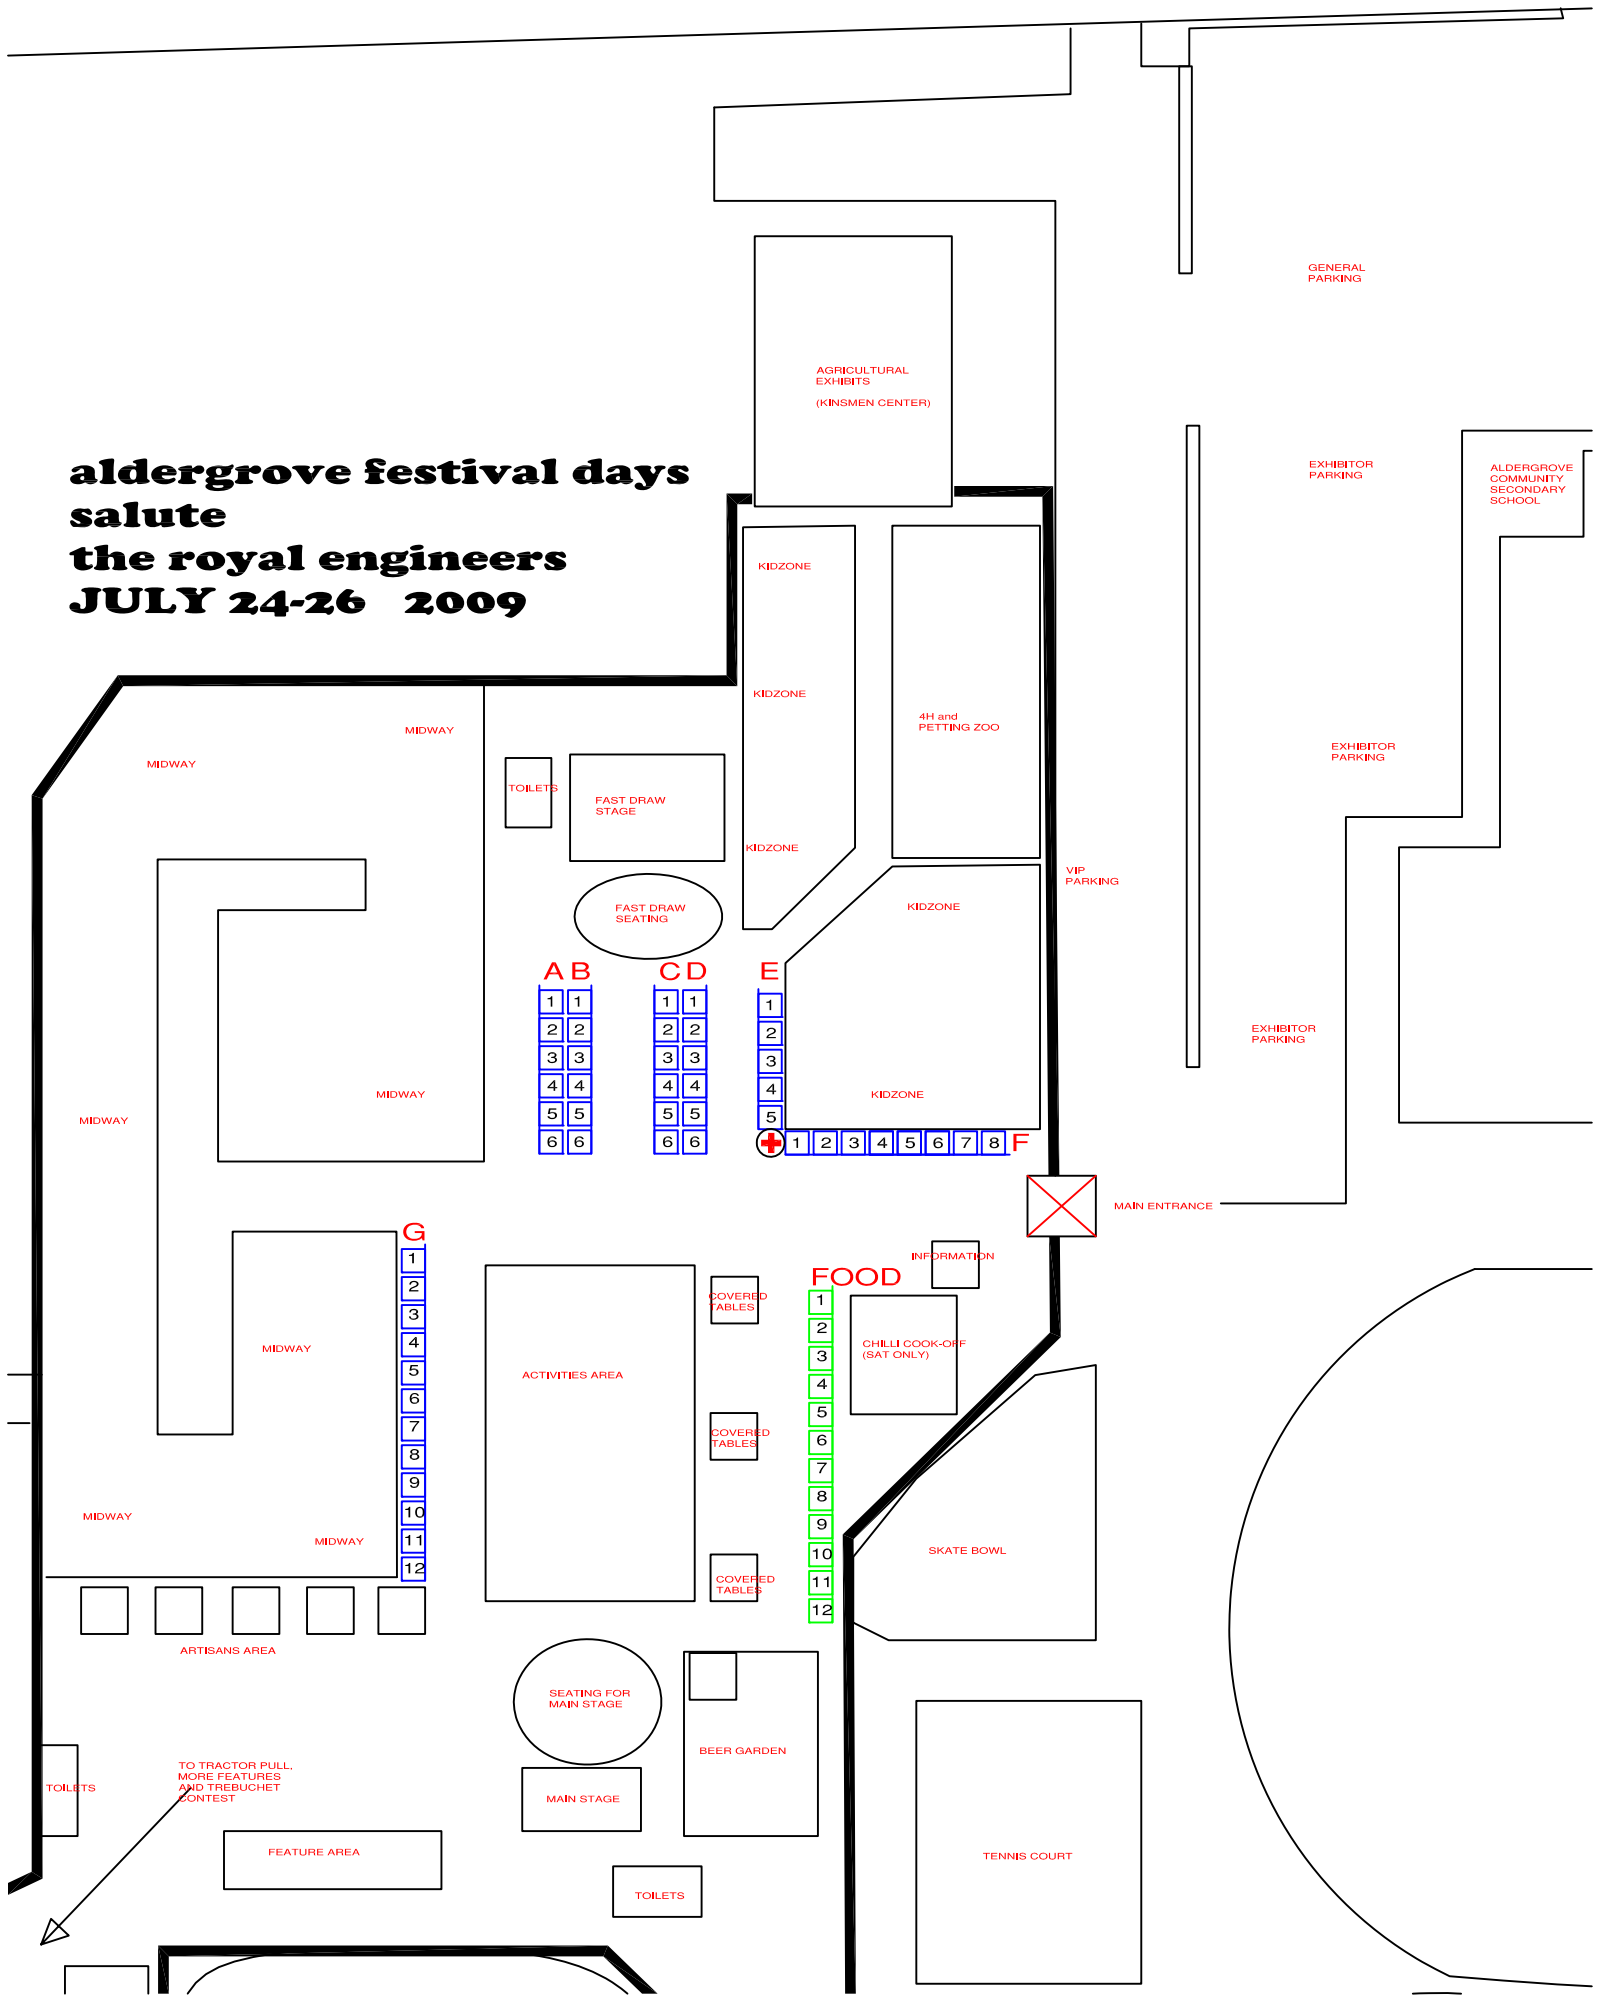 GENERAL
PARKING
AGRICULTURAL
EXHIBITS
(KINSMEN CENTER)
aldergrove festival days
salute
the royal engineers
JULY 24-26 2009
EXHIBITOR
PARKING
ALDERGROVE
COMMUNITY
SECONDARY
SCHOOL
KIDZONE
KIDZONE
4H and
PETTING ZOO
MIDWAY
MIDWAY
EXHIBITOR
PARKING
TOILETS
FAST DRAW
STAGE
KIDZONE
VIP
PARKING
FAST DRAW
SEATING
KIDZONE
A B
C D
E
1 1 1 1 1
2 2 2 2 2
3 3 3 3 3
4 4 4 4 4
5 5 5 5 5
6 6 6 6
EXHIBITOR
PARKING
MIDWAY
MIDWAY
KIDZONE
1 2 3 4 5 6 7 8 F
MAIN ENTRANCE
G
1
2
3
4
5
6
7
8
9
10
11
12
INFORMATION
FOOD
1
2
3
4
5
6
7
8
9
10
11
12
COVERED
TABLES
CHILLI COOK-OFF
(SAT ONLY)
MIDWAY
ACTIVITIES AREA
COVERED
TABLES
MIDWAY
MIDWAY
SKATE BOWL
COVERED
TABLES
ARTISANS AREA
SEATING FOR
MAIN STAGE
BEER GARDEN
TO TRACTOR PULL.
MORE FEATURES
AND TREBUCHET
CONTEST
TOILETS
MAIN STAGE
FEATURE AREA
TENNIS COURT
TOILETS